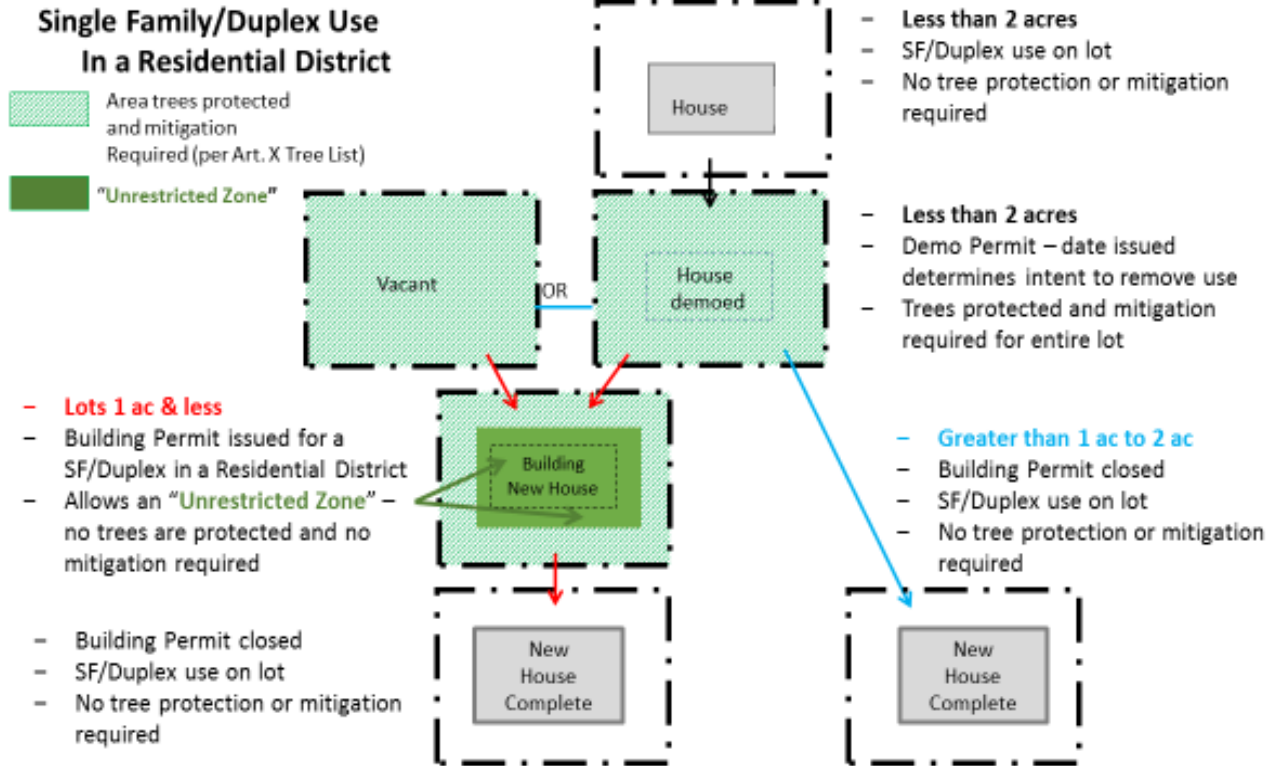 Single Family/Duplex Use
In a Residential District
Area trees protected
and mitigation
Required (per Art. X Tree List)
"Unrestricted Zone"
House
– Less than 2 acres
– SF/Duplex use on lot
– No tree protection or mitigation
required
Vacant
OR
House
demoed
– Less than 2 acres
– Demo Permit – date issued
determines intent to remove use
– Trees protected and mitigation
required for entire lot
– Lots 1 ac & less
– Building Permit issued for a
SF/Duplex in a Residential District
– Allows an "Unrestricted Zone" –
no trees are protected and no
mitigation required
Building
New House
– Greater than 1 ac to 2 ac
– Building Permit closed
– SF/Duplex use on lot
– No tree protection or mitigation
required
– Building Permit closed
– SF/Duplex use on lot
– No tree protection or mitigation
required
New
House
Complete
New
House
Complete